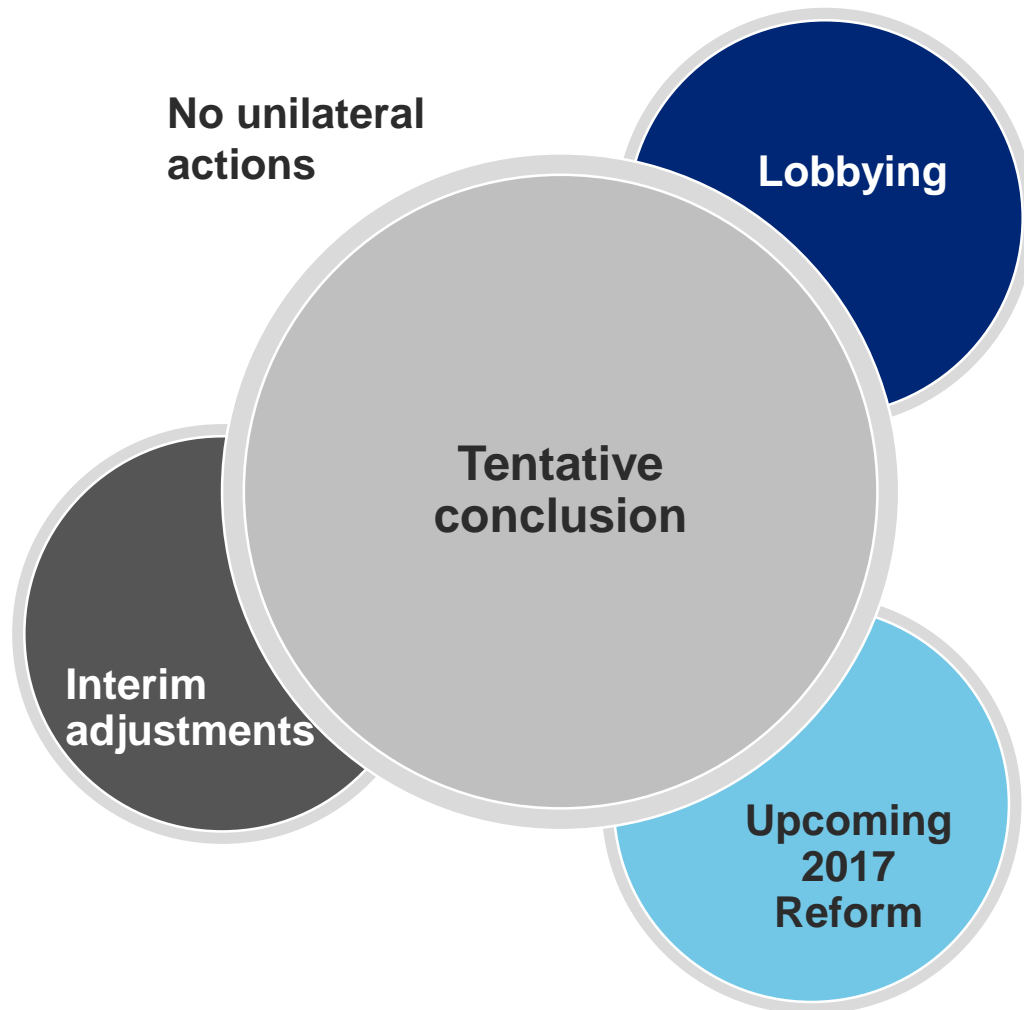 No unilateral
actions
Lobbying
Tentative
conclusion
Interim
adjustments
Upcoming
2017
Reform